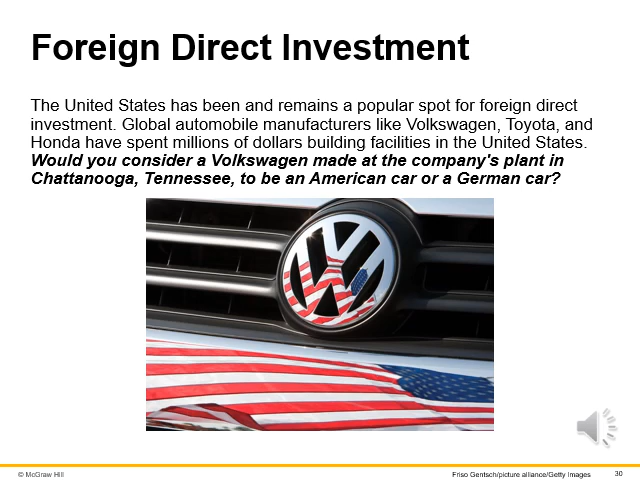 Foreign Direct Investment
The United States has been and remains a popular spot for foreign direct
investment. Global automobile manufacturers like Volkswagen, Toyota, and
Honda have spent millions of dollars building facilities in the United States.
Would you consider a Volkswagen made at the company's plant in
Chattanooga, Tennessee, to be an American car or a German car?
VW
© McGraw Hill
Friso Gentsch/picture alliance/Getty Images
30